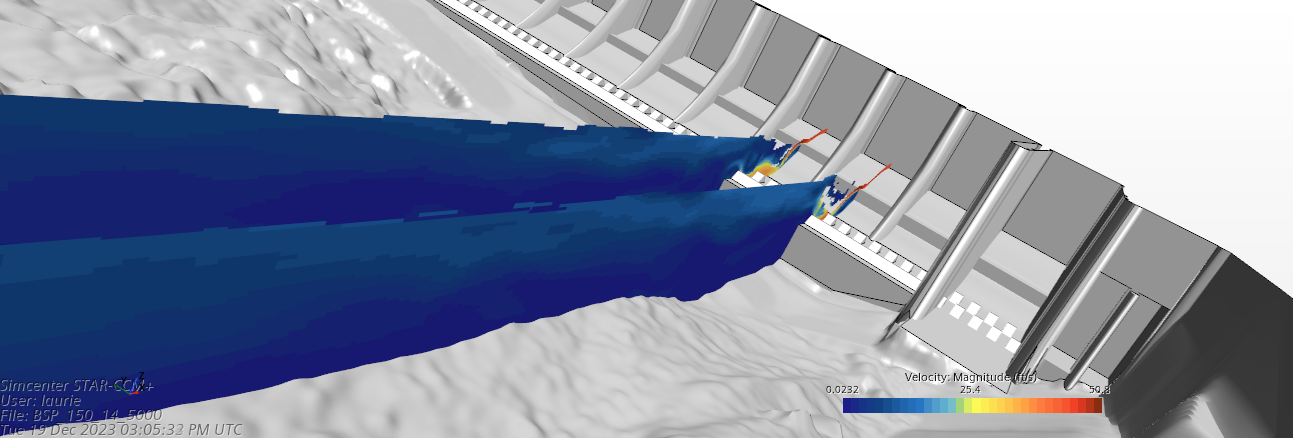 Simcenter STAR-CCM+
User: laurie
File: BSP_150_14_5000
Tue 19 Dec 2023 03:05:32 PM UTC
Z
Velocity: Magnitude (ft/s)
0.0232 25.4 50.8